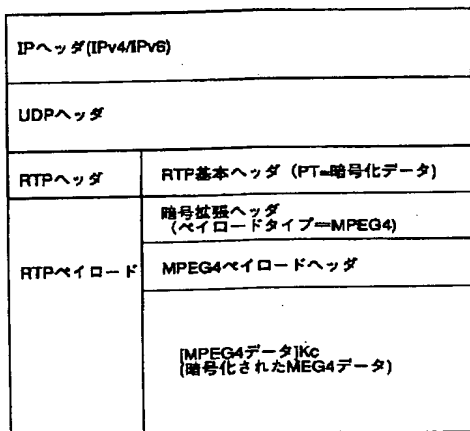 IPヘッダ(IPv4/IPv6)
UDPヘッダ
RTPヘッダ
RTP基本ヘッダ（PT=暗号化データ）
暗号拡張ヘッダ
（ペイロードタイプ=MPEG4）
RTPペイロード
MPEG4ペイロードヘッダ
[MPEG4データ]Kc
(暗号化されたMEG4データ)